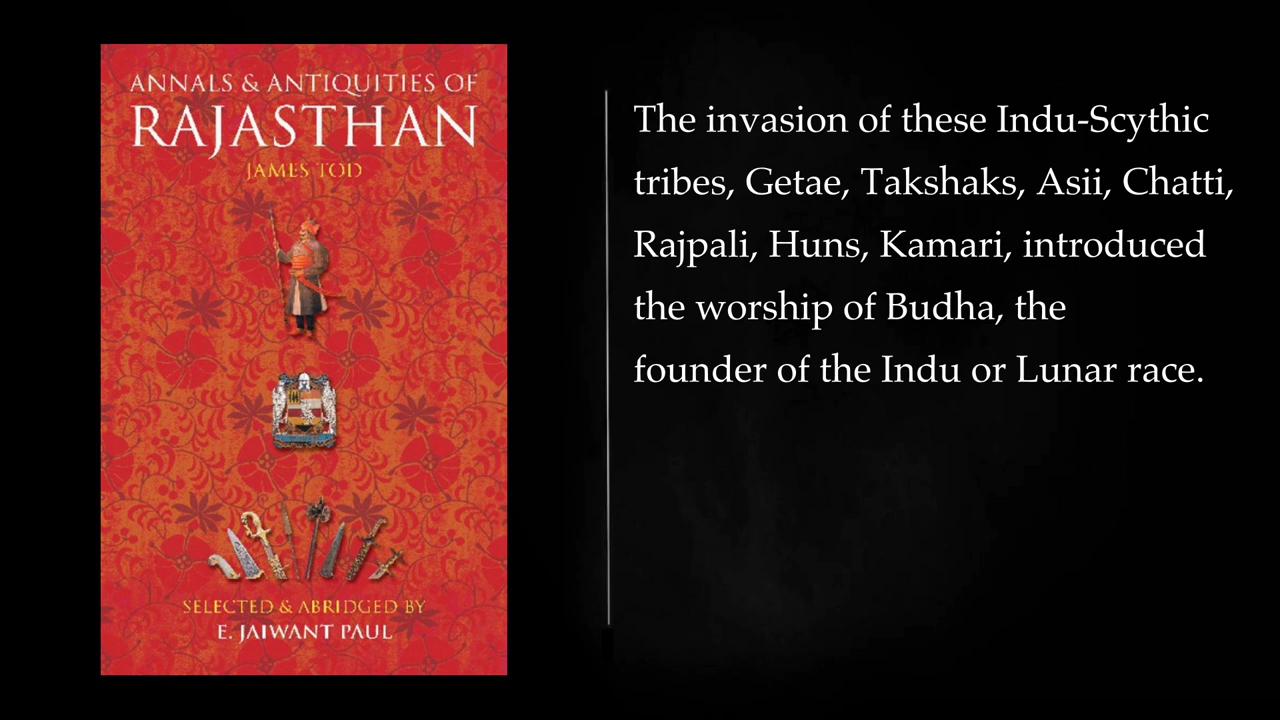 ANNALS & ANTIQUITIES OF
RAJASTHAN
JAMES TOD
SELECTED & ABRIDGED BY
E. JAIWANT PAUL
The invasion of these Indu-Scythic
tribes, Getae, Takshaks, Asii, Chatti,
Rajpali, Huns, Kamari, introduced
the worship of Budha, the
founder of the Indu or Lunar race.